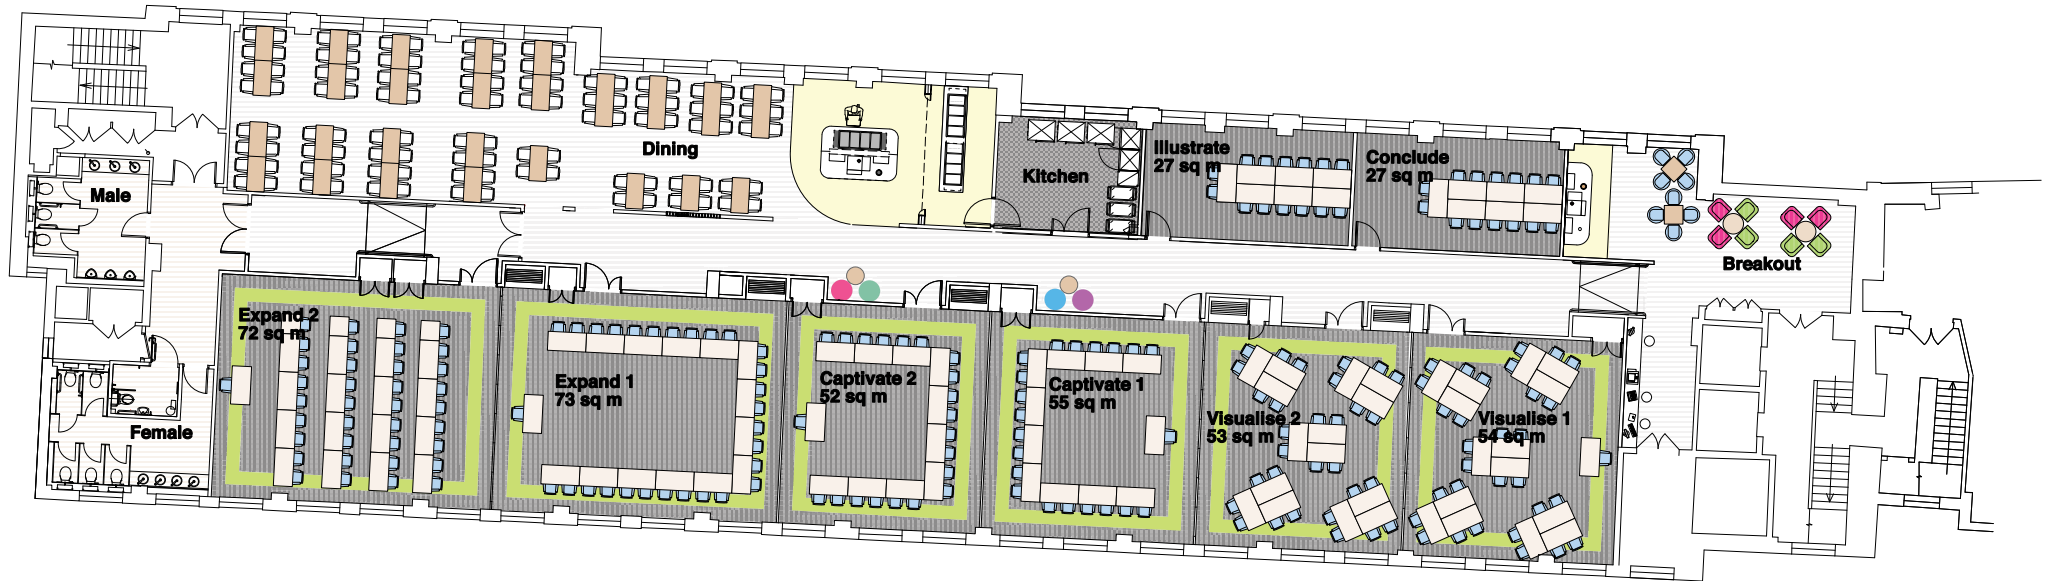 Dining
Male
Kitchen
Illustrate
27 sq m
Conclude
27 sq m
Breakout
Expand 2
72 sq m
Expand 1
73 sq m
Captivate 2
52 sq m
Captivate 1
55 sq m
Visualise 2
53 sq m
Visualise 1
54 sq m
Female